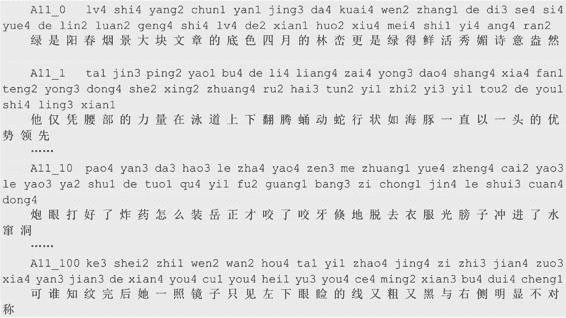 A11_0 lv4 shi4 yang2 chun1 yan1 jing3 da4 kuai4 wen2 zhang1 de di3 se4 si4
yue4 de lin2 luan2 geng4 shi4 lv4 de2 xian1 huo2 xiu4 mei4 shi1 yi4 ang4 ran2
绿是阳春烟景大块文章的底色四月的林峦更是绿得鲜活秀媚诗意盎然
A11_1 ta1 jin3 ping2 yao1 bu4 de li4 liang4 zai4 yong3 dao4 shang4 xia4 fan1
teng2 yong3 dong4 she2 xing2 zhuang4 ru2 hai3 tun2 yi1 zhi2 yi3 yi1 tou2 de you1
shi4 ling3 xian1
他仅凭腰部的力量在泳道上下翻腾蛹动蛇行状如海豚一直以一头的优
势领先
……
A11_10 pao4 yan3 da3 hao3 le zha4 yao4 zen3 me zhuang1 yue4 zheng4 cai2 yao3
le yao3 ya2 shu1 de tuo1 qu4 yi1 fu2 guang1 bang3 zi chong1 jin4 le shui3 cuan4
dong4
炮眼打好了炸药怎么装岳正才咬了咬牙倏地脱去衣服光膀子冲进了水
窜洞
……
A11_100 ke3 shei2 zhi1 wen2 wan2 hou4 ta1 yi1 zhao4 jing4 zi zhi3 jian4 zuo3
xia4 yan3 jian3 de xian4 you4 cu1 you4 hei1 yu3 you4 ce4 ming2 xian3 bu4 dui4 cheng1
可谁知纹完后她一照镜子只见左下眼睑的线又粗又黑与右侧明显不对
称